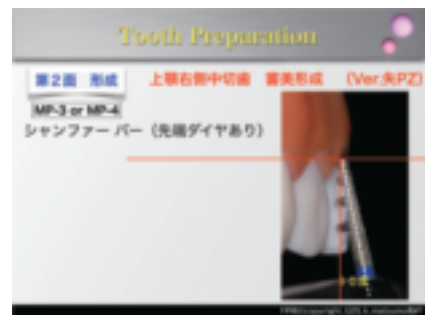 Tooth Preparation
第2面 形成 上顎右側中切歯 審美形成 (Ver.失PZ)
MP-3 or MP-4
シャンファー バー (先端ダイヤあり)